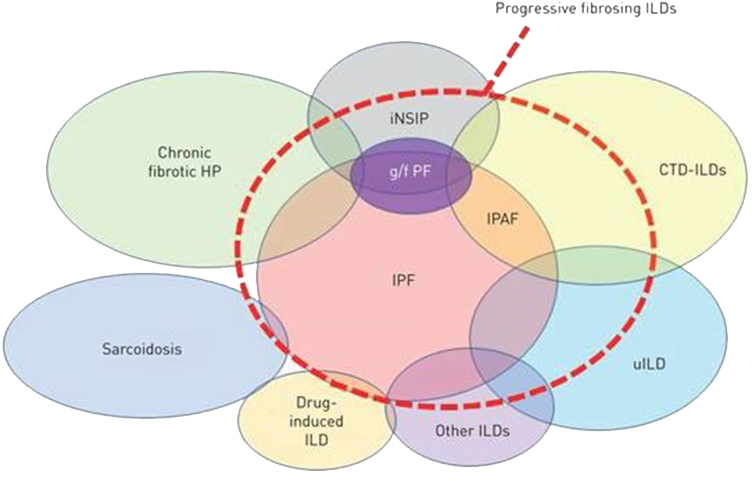 Progressive fibrosing ILDs
iNSIP
Chronic
fibrotic HP
g/f PF
CTD-ILDs
IPAF
IPF
Sarcoidosis
uILD
Drug-
induced
ILD
Other ILDs